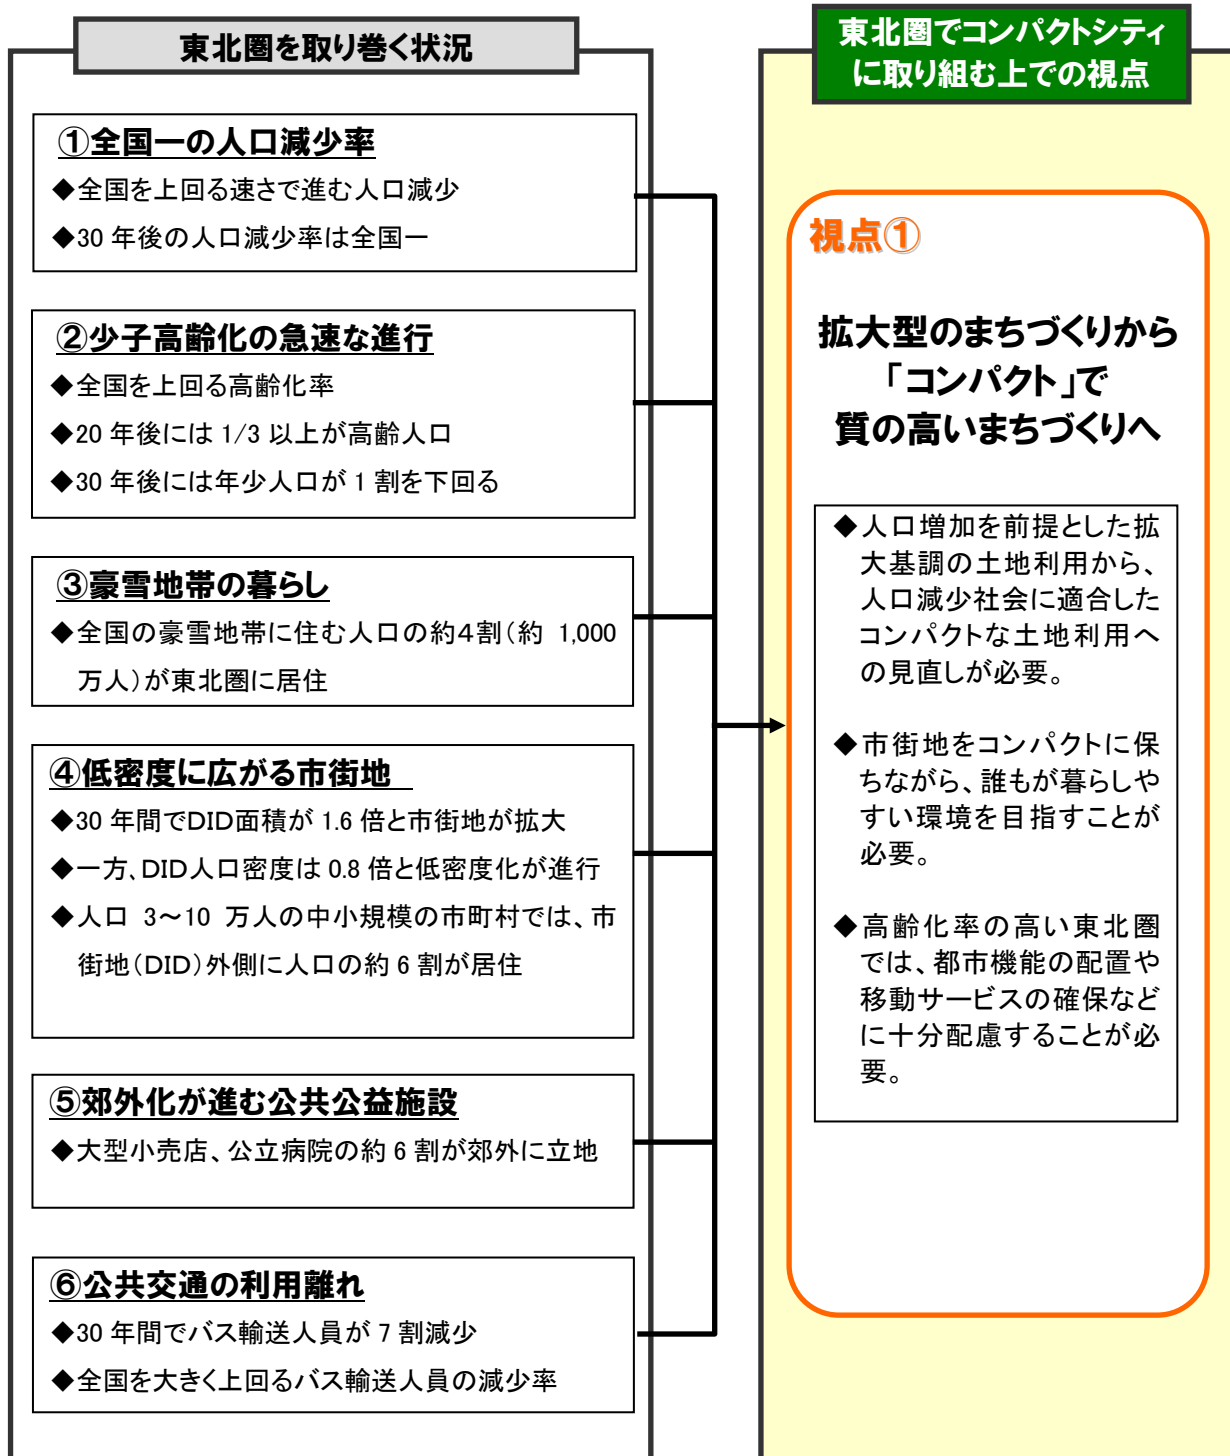 東北圏を取り巻く状況
①全国一の人口減少率
◆全国を上回る速さで進む人口減少
◆30 年後の人口減少率は全国一
②少子高齢化の急速な進行
◆全国を上回る高齢化率
◆20 年後には 1/3 以上が高齢人口
◆30 年後には年少人口が 1 割を下回る
③豪雪地帯の暮らし
◆全国の豪雪地帯に住む人口の約4割(約 1,000
万人)が東北圏に居住
④低密度に広がる市街地
◆30 年間でDID面積が 1.6 倍と市街地が拡大
◆一方、DID人口密度は 0.8 倍と低密度化が進行
◆人口 3～10 万人の中小規模の市町村では、市
街地(DID)外側に人口の約 6 割が居住
⑤郊外化が進む公共公益施設
◆大型小売店、公立病院の約 6 割が郊外に立地
⑥公共交通の利用離れ
◆30 年間でバス輸送人員が 7 割減少
◆全国を大きく上回るバス輸送人員の減少率
東北圏でコンパクトシティ
に取り組む上での視点
視点①
拡大型のまちづくりから
「コンパクト」で
質の高いまちづくりへ
◆人口増加を前提とした拡
大基調の土地利用から、
人口減少社会に適合した
コンパクトな土地利用へ
の見直しが必要。
◆市街地をコンパクトに保
ちながら、誰もが暮らしや
すい環境を目指すことが
必要。
◆高齢化率の高い東北圏
では、都市機能の配置や
移動サービスの確保など
に十分配慮することが必
要。